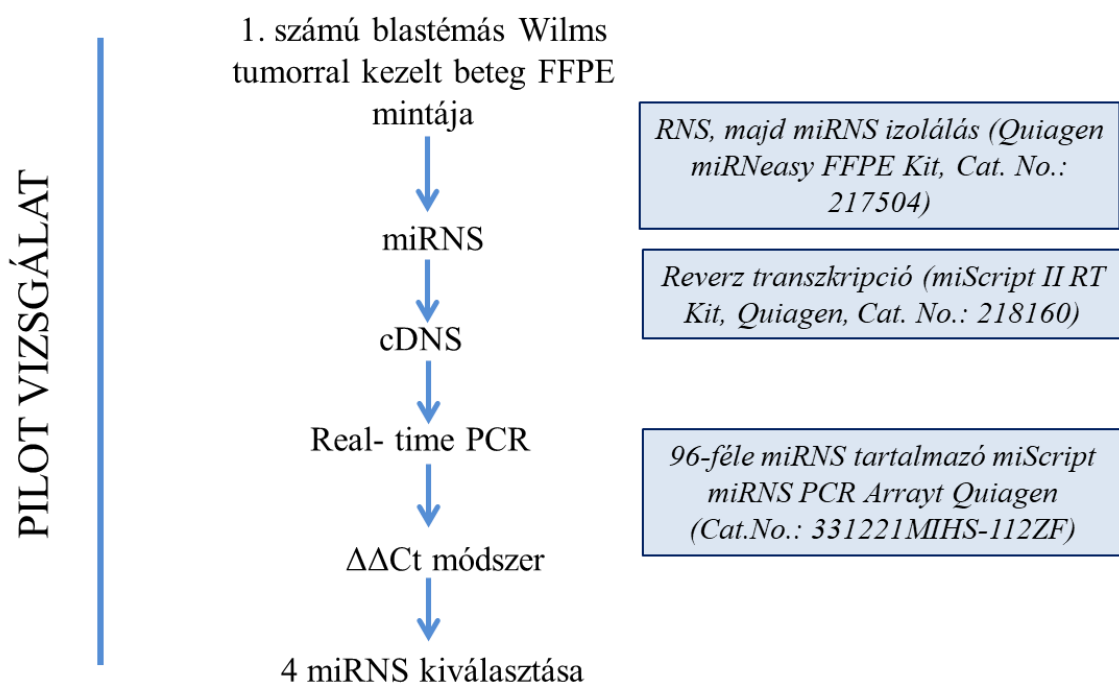 PILOT VIZSGÁLAT
1. számú blastémás Wilms
tumorral kezelt beteg FFPE
mintája
RNS, majd miRNS izolálás (Quiagen
miRNeasy FFPE Kit, Cat. No.:
217504)
miRNS
Reverz transzkripció (miScript II RT
Kit, Quiagen, Cat. No.: 218160)
cDNS
Real- time PCR
96-féle miRNS tartalmazó miScript
miRNS PCR Arrayt Quiagen
(Cat.No.: 331221MIHS-112ZF)
ΔΔCt módszer
4 miRNS kiválasztása